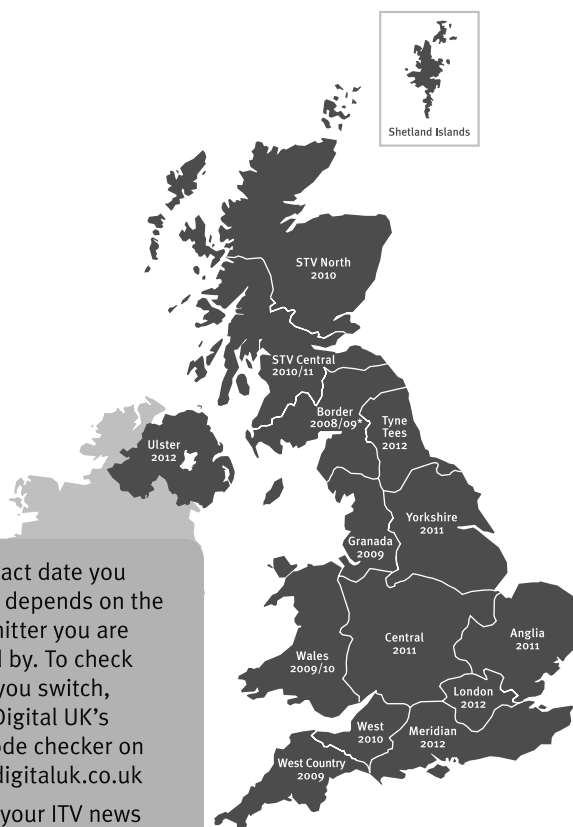 Shetland Islands
STV North
2010
STV Central
2010/11
Border
2008/09*
Tyne
Tees
2012
Ulster
2012
Yorkshire
2011
Granada
2009
Wales
2009/10
Central
2011
Anglia
2011
London
2012
West
2010
Meridian
2012
West Country
2009
act date you
depends on the
mitter you are
d by. To check
you switch,
Digital UK's
ode checker on
digitaluk.co.uk
your ITV news